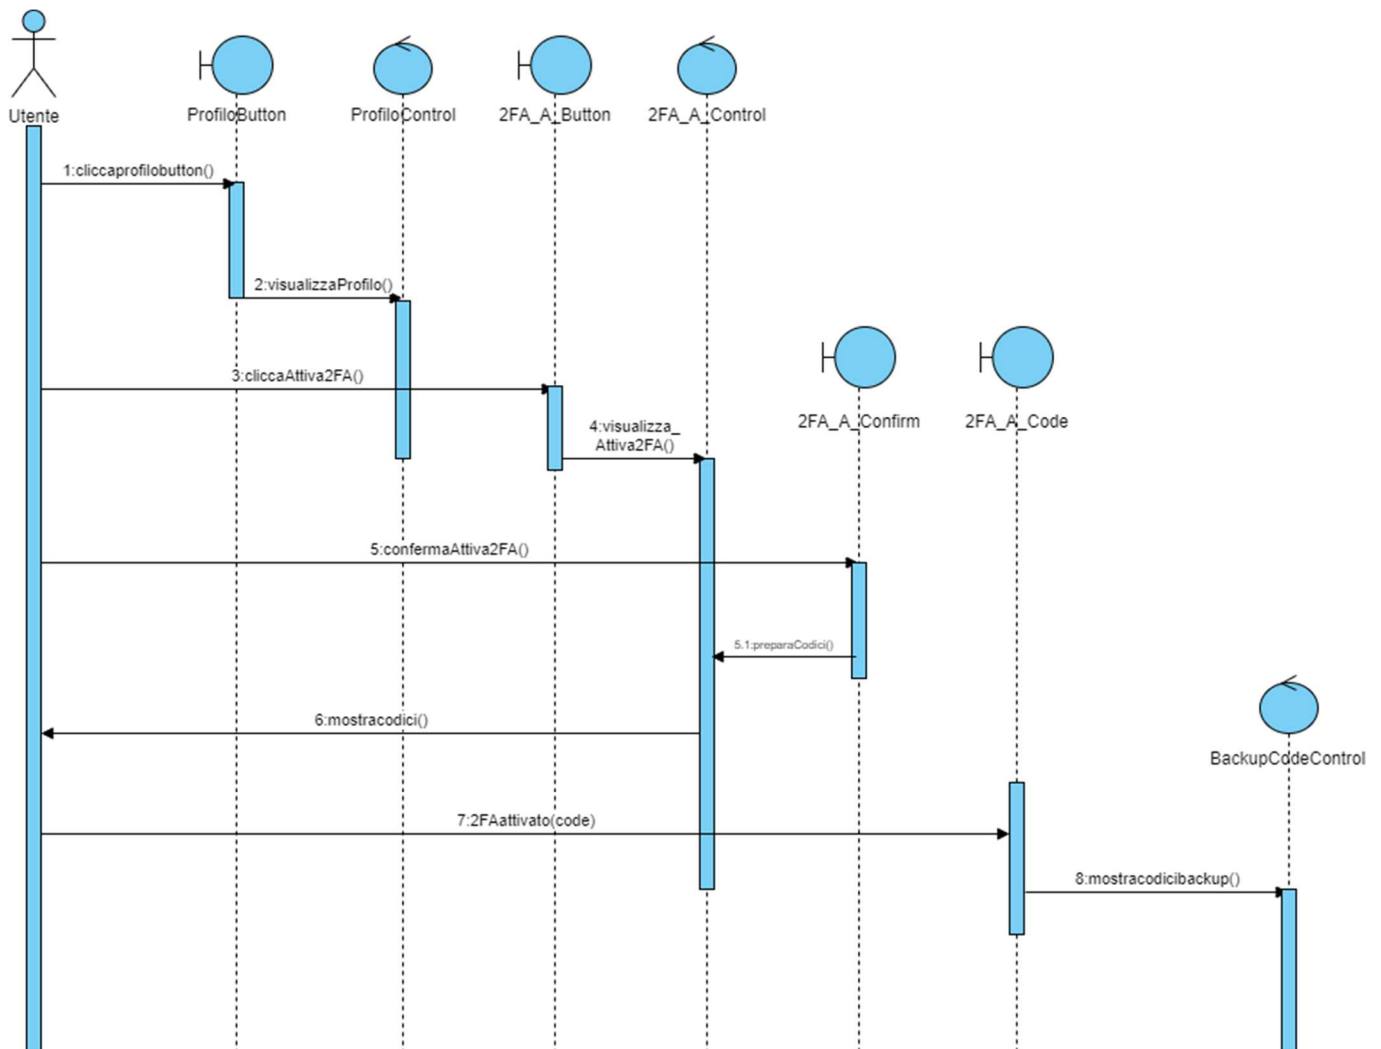 Utente
ProfiloButton
ProfiloControl
2FA_A_Button
2FA_A_Control
1:cliccaprofilobutton()
2:visualizzaProfilo()
3:cliccaAttiva2FA()
4:visualizza_
Attiva2FA()
2FA_A_Confirm
2FA_A_Code
5:confermaAttiva2FA()
5.1:preparaCodici()
6:mostracodici()
BackupCodeControl
7:2FAattivato(code)
8:mostracodicibackup()